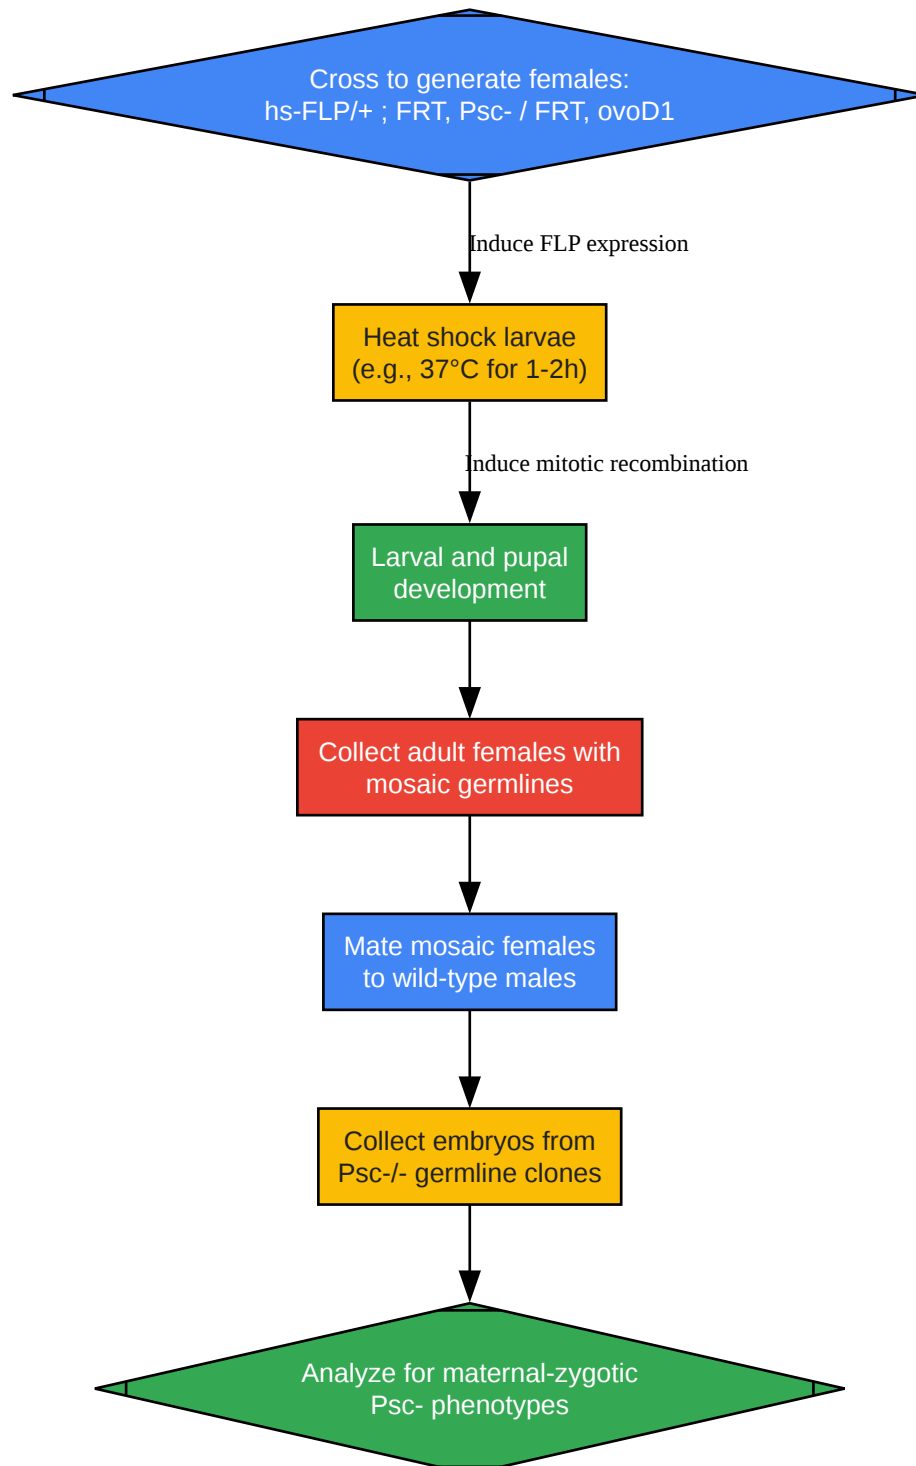 Cross to generate females:
hs-FLP/+ ; FRT, Psc- / FRT, ovoD1
Induce FLP expression
Heat shock larvae
(e.g., 37°C for 1-2h)
Induce mitotic recombination
Larval and pupal
development
Collect adult females with
mosaic germlines
Mate mosaic females
to wild-type males
Collect embryos from
Psc-/- germline clones
Analyze for maternal-zygotic
Psc- phenotypes